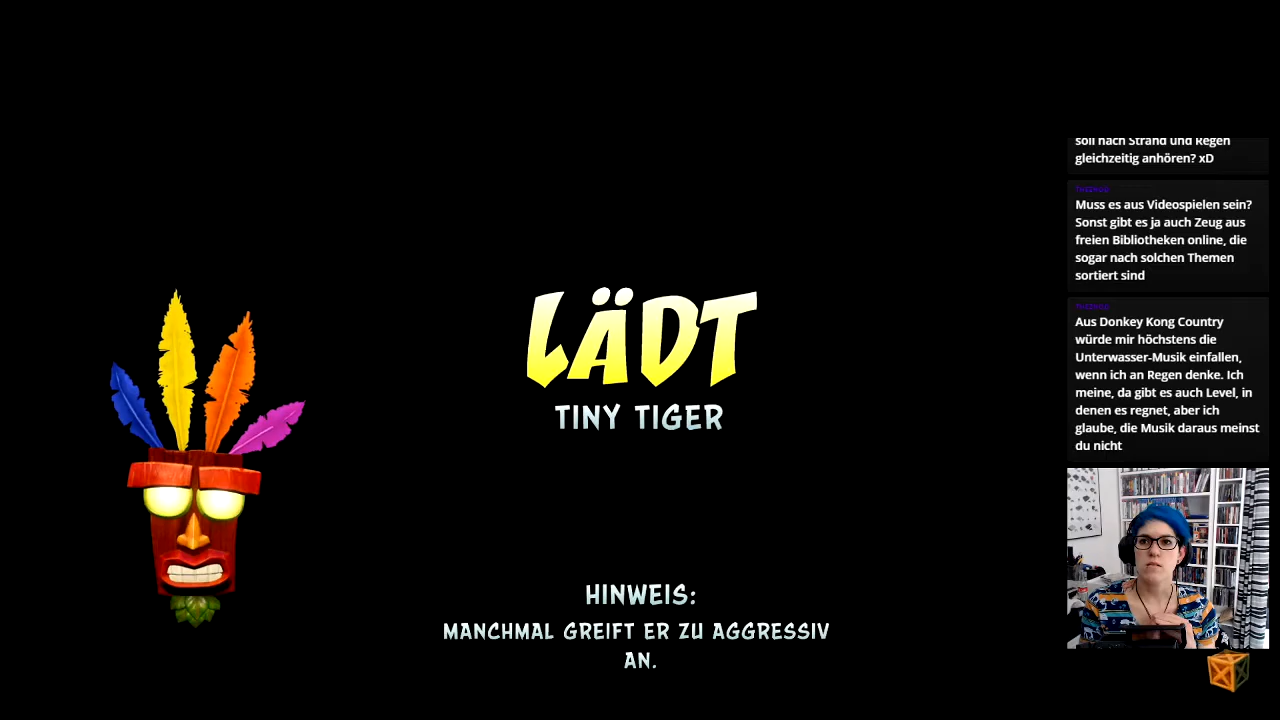 LÄDT
TINY TIGER
HINWEIS:
MANCHMAL GREIFT ER ZU AGGRESSIV
AN.
soll nach Strand und Regen
gleichzeitig anhören? xD
Muss es aus Videospielen sein?
Sonst gibt es ja auch Zeug aus
freien Bibliotheken online, die
sogar nach solchen Themen
sortiert sind
Aus Donkey Kong Country
würde mir höchstens die
Unterwasser-Musik einfallen,
wenn ich an Regen denke. Ich
meine, da gibt es auch Level, in
denen es regnet, aber ich
glaube, die Musik daraus meinst
du nicht